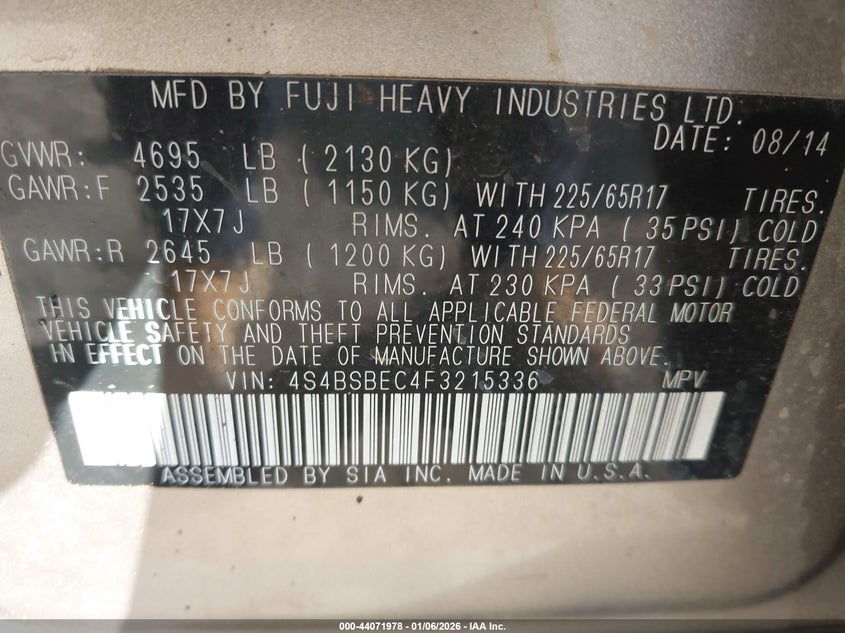 MFD BY FUJI HEAVY INDUSTRIES LTD.
DATE: 08/14
GVWR: 4695 LB ( 2130 KG)
GAWR:F 2535 LB ( 1150 KG) WITH 225/65R17 TIRES.
17X7J RIMS. AT 240 KPA ( 35 PSI) COLD
GAWR:R 2645 LB ( 1200 KG) WITH 225/65R17 TIRES.
17X7J RIMS. AT 230 KPA ( 33 PSI) COLD
THIS VEHICLE CONFORMS TO ALL APPLICABLE FEDERAL MOTOR
VEHICLE SAFETY AND THEFT PREVENTION STANDARDS
IN EFFECT ON THE DATE OF MANUFACTURE SHOWN ABOVE.
VIN: 4S4BSBEC4F3215336 MPV
ASSEMBLED BY SIA INC. MADE IN U.S.A.
000-44071978 - 01/06/2026 - IAA Inc.